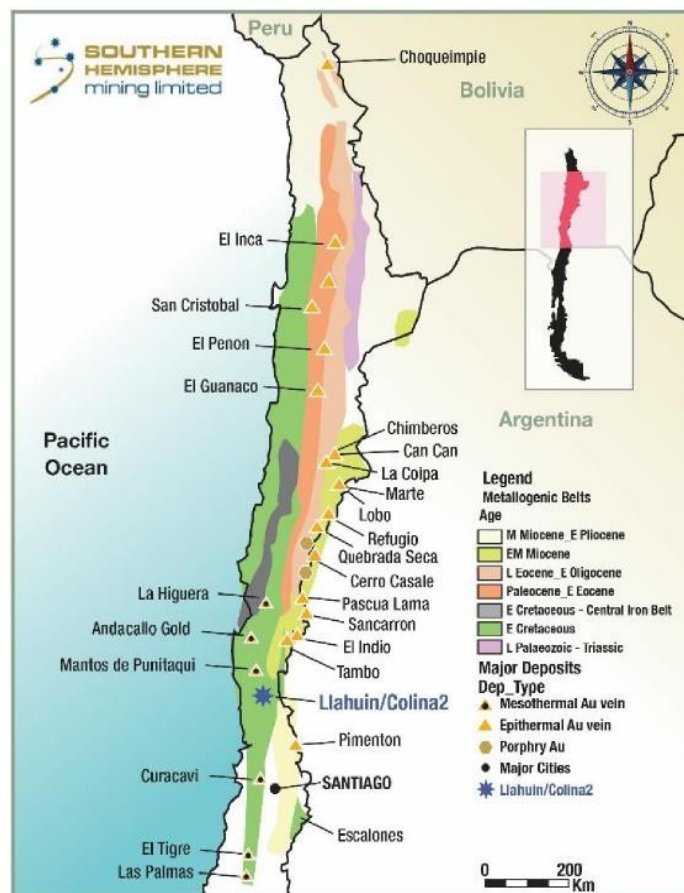 SOUTHERN
HEMISPHERE
mining limited
Peru
Choqueimpie
Bolivia
El Inca
San Cristobal
El Penon
El Guanaco
Argentina
Pacific
Ocean
Chimberos
Can Can
La Coipa
Marte
Lobo
Refugio
Quebrada Seca
Cerro Casale
La Higuera
Pascua Lama
Andacallo Gold
Sancarron
El Indio
Mantos de Punitaqui
Tambo
Llahuin/Colina2
Pimenton
Curacavi
SANTIAGO
Escalones
El Tigre
Las Palmas
Legend
Metallogenic Belts
Age
M Miocene_E Pliocene
EM Miocene
L Eocene_E Oligocene
Paleocene_E Eocene
E Cretaceous - Central Iron Belt
E Cretaceous
L Palaeozoic - Triassic
Major Deposits
Dep_Type
Mesothermal Au vein
Epithermal Au vein
Porphry Au
Major Cities
Llahuin/Colina2
0 200
Km